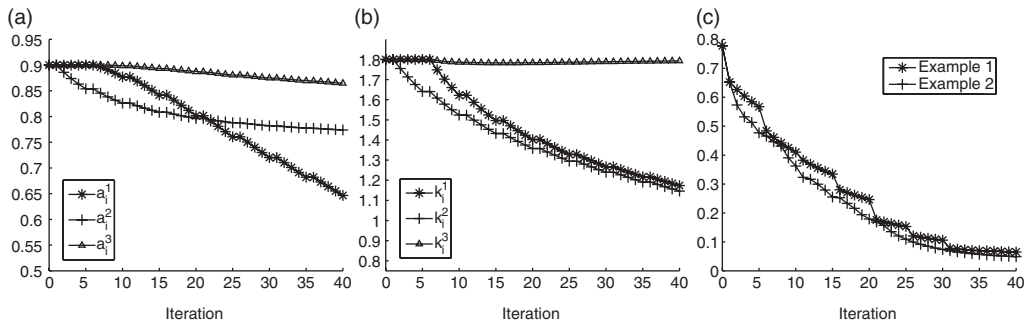 (a)
0.95
0.9
0.85
0.8
0.75
0.7
0.65
0.6
0.55
0.5
0 5 10 15 20 25 30 35 40
Iteration
a_i^1
a_i^2
a_i^3
(b)
1.8
1.7
1.6
1.5
1.4
1.3
1.2
1.1
1
0.9
0.8
0 5 10 15 20 25 30 35 40
Iteration
k_i^1
k_i^2
k_i^3
(c)
0.8
0.7
0.6
0.5
0.4
0.3
0.2
0.1
0
0 5 10 15 20 25 30 35 40
Iteration
Example 1
Example 2